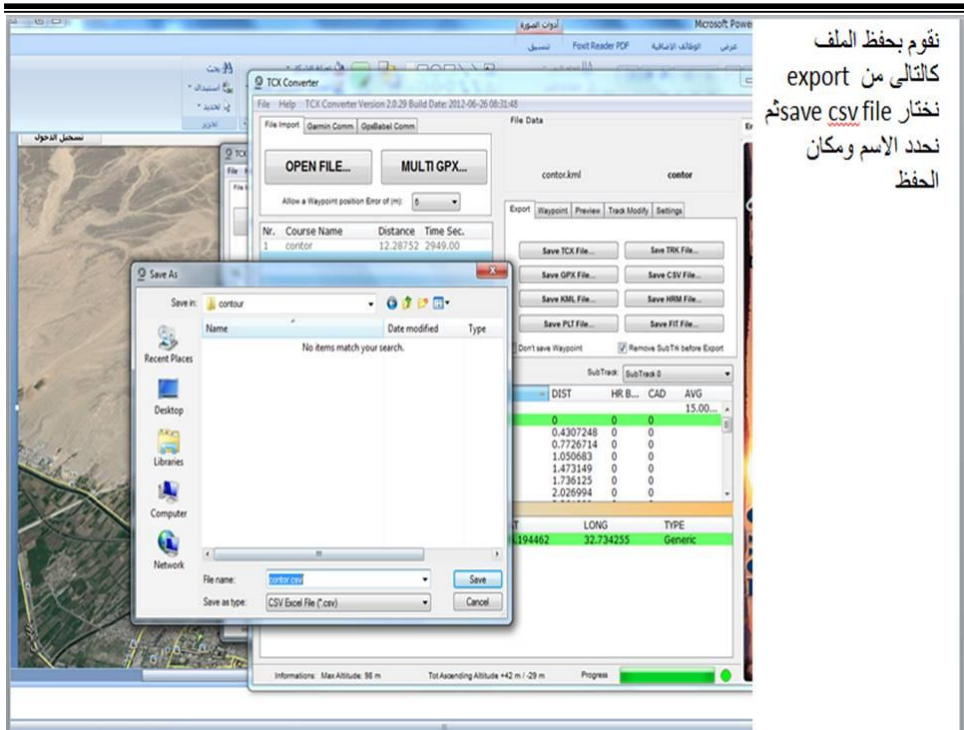 أدوات الصورة
Microsoft Pow
عرض
الوظائف الإضافية
Foxit Reader PDF
تنسيق
بحث
استبدال
تحديد
تحرير
تسجيل الدخول
نقوم بحفظ الملف
كالتالى من export
نختار save csv fileثم
نحدد الاسم ومكان
الحفظ
TCX Converter
File Help TCX Converter Version 2.0.29 Build Date: 2012-06-26 08:31:48
File Import Garmin Comm GpsBabel Comm
OPEN FILE... MULTI GPX...
Allow a Waypoint position Error of (m): 6
Nr. Course Name Distance Time Sec.
1 contor 12.28752 2949.00
File Data
contor.kml contor
Export Waypoint Preview Track Modify Settings
Save TCX File... Save TRK File...
Save GPX File... Save CSV File...
Save KML File... Save HRM File...
Save PLT File... Save FIT File...
Don't save Waypoint Remove SubTrk before Export
SubTrack: SubTrack 0
DIST HR B... CAD AVG
15.00...
0 0 0
0.4307248 0 0
0.7726714 0 0
1.050683 0 0
1.473149 0 0
1.736125 0 0
2.026994 0 0
LONG TYPE
.194462 32.734255 Generic
Save As
Save in: contour
Name Date modified Type
No items match your search.
Recent Places
Desktop
Libraries
Computer
Network
File name: contor.csv Save
Save as type: CSV Excel File (*.csv) Cancel
Informations: Max Altitude: 98 m Tot Ascending Altitude +42 m / -29 m Progress